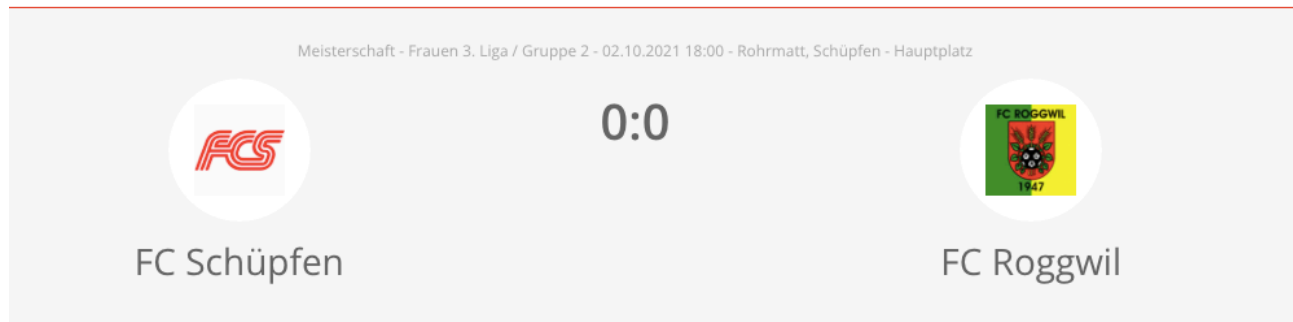 Meisterschaft - Frauen 3. Liga / Gruppe 2 - 02.10.2021 18:00 - Rohrmatt, Schüpfen - Hauptplatz
0:0
FCS
FC ROGGWIL
1947
FC Schüpfen
FC Roggwil